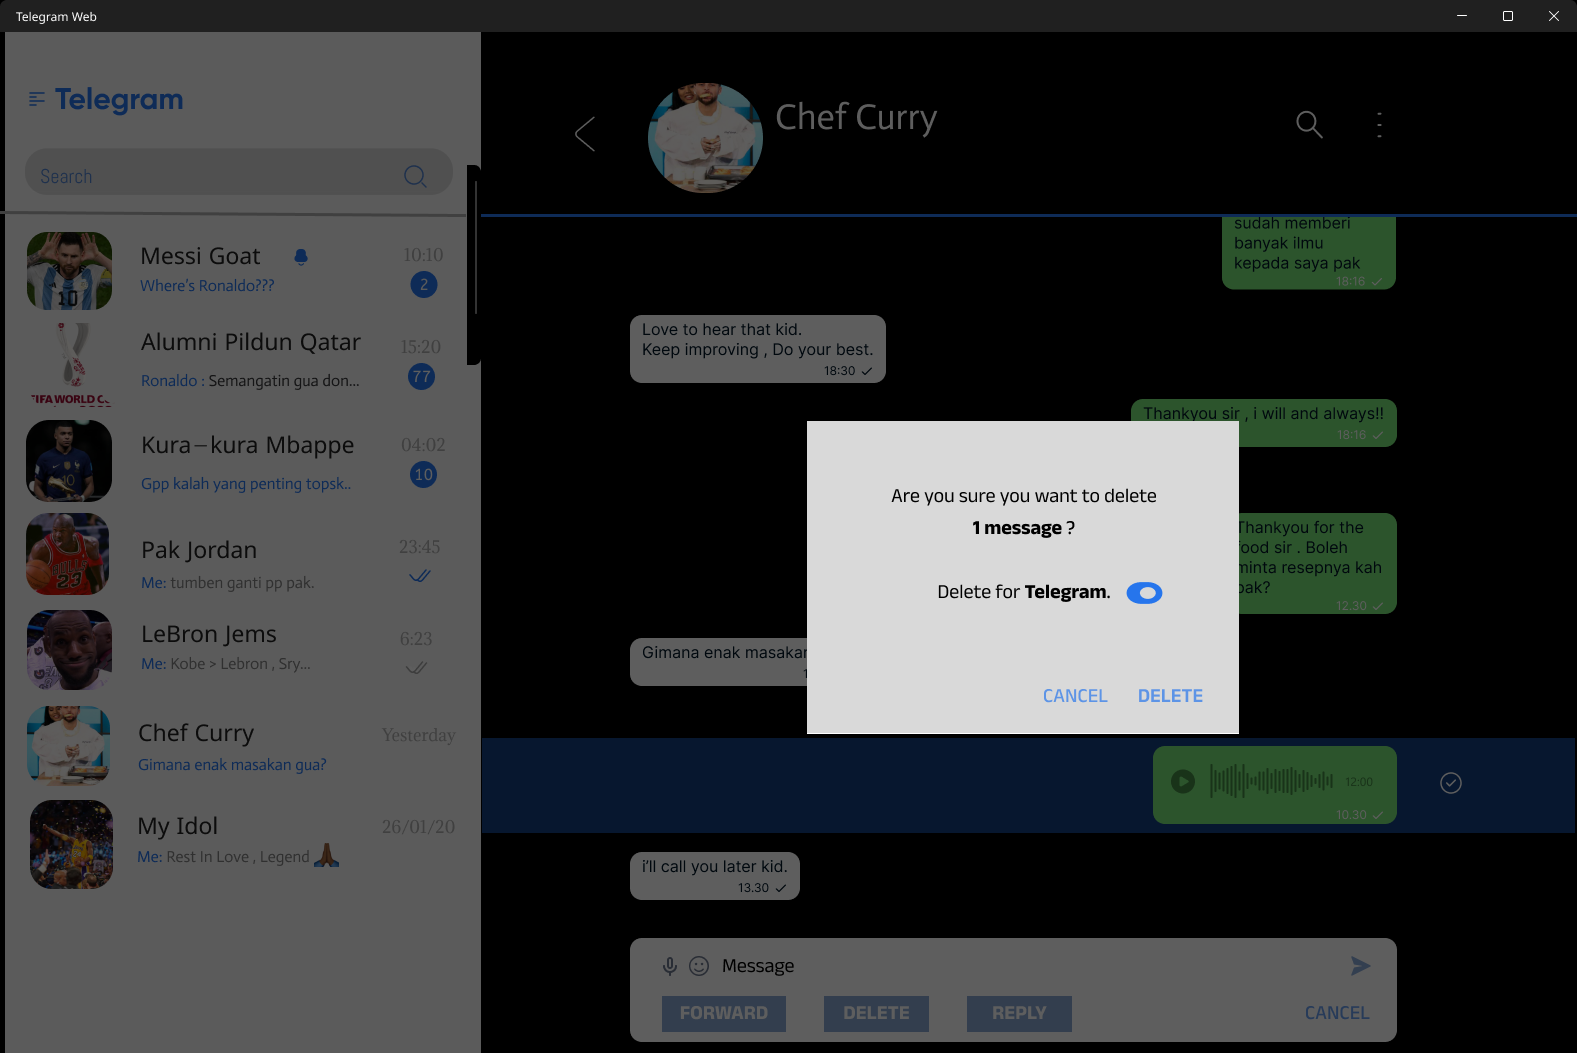 Telegram Web
Telegram
Search
Messi Goat
10:10
Where's Ronaldo???
2
Alumni Pildun Qatar
15:20
Ronaldo : Semangatin gua don...
77
FIFA WORLD C
Kura-kura Mbappe
04:02
Gpp kalah yang penting topsk..
10
Pak Jordan
23:45
Me: tumben ganti pp pak.
LeBron Jems
6:23
Me: Kobe > Lebron , Sry...
Chef Curry
Yesterday
Gimana enak masakan gua?
My Idol
26/01/20
Me: Rest In Love , Legend 🙏🏾
Chef Curry
sudah memberi
banyak ilmu
kepada saya pak
18:16
Love to hear that kid.
Keep improving , Do your best.
18:30
Thankyou sir , i will and always!!
18:16
Thankyou for the
food sir . Boleh
minta resepnya kah
pak?
12.30
Gimana enak masakan
Are you sure you want to delete
1 message ?
Delete for Telegram.
CANCEL DELETE
12:00
10.30
i'll call you later kid.
13.30
Message
FORWARD DELETE REPLY CANCEL